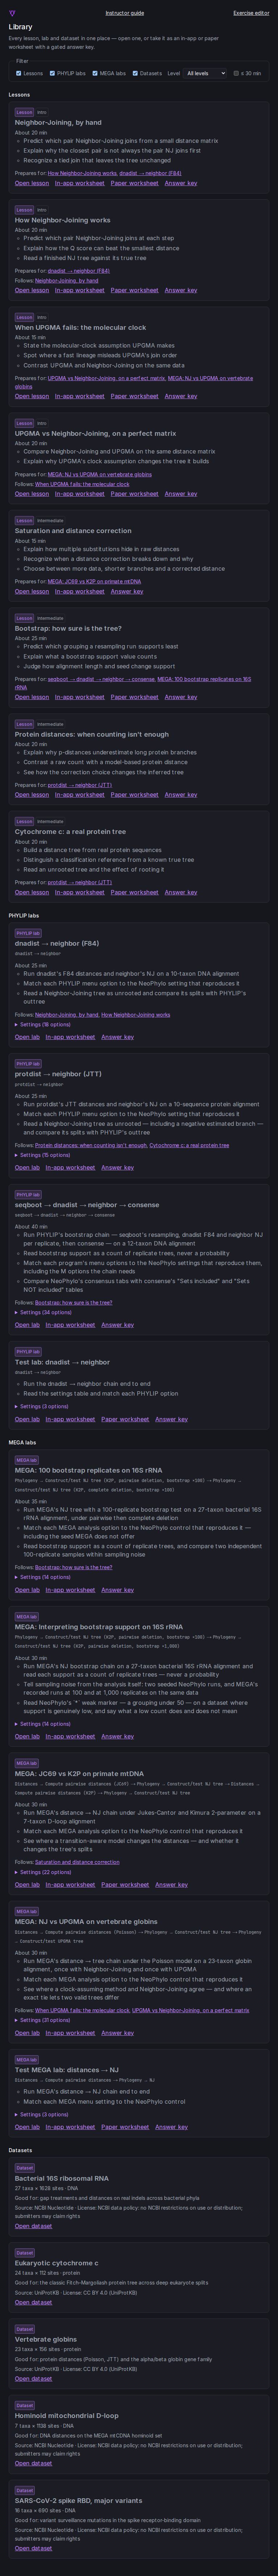 Instructor guide
Exercise editor
Library
Every lesson, lab and dataset in one place — open one, or take it as an in-app or paper
worksheet with a gated answer key.
Filter
Lessons PHYLIP labs MEGA labs Datasets Level All levels ≤ 30 min
Lessons
Lesson Intro
Neighbor-Joining, by hand
About 20 min
Predict which pair Neighbor-Joining joins from a small distance matrix
Explain why the closest pair is not always the pair NJ joins first
Recognize a tied join that leaves the tree unchanged
Prepares for: How Neighbor-Joining works, dnadist → neighbor (F84)
Open lesson In-app worksheet Paper worksheet Answer key
Lesson Intro
How Neighbor-Joining works
About 20 min
Predict which pair Neighbor-Joining joins at each step
Explain how the Q score can beat the smallest distance
Read a finished NJ tree against its true tree
Prepares for: dnadist → neighbor (F84)
Follows: Neighbor-Joining, by hand
Open lesson In-app worksheet Paper worksheet Answer key
Lesson Intro
When UPGMA fails: the molecular clock
About 15 min
State the molecular-clock assumption UPGMA makes
Spot where a fast lineage misleads UPGMA's join order
Contrast UPGMA and Neighbor-Joining on the same data
Prepares for: UPGMA vs Neighbor-Joining, on a perfect matrix, MEGA: NJ vs UPGMA on vertebrate
globins
Open lesson In-app worksheet Paper worksheet Answer key
Lesson Intro
UPGMA vs Neighbor-Joining, on a perfect matrix
About 20 min
Compare Neighbor-Joining and UPGMA on the same distance matrix
Explain why UPGMA's clock assumption changes the tree it builds
Prepares for: MEGA: NJ vs UPGMA on vertebrate globins
Follows: When UPGMA fails: the molecular clock
Open lesson In-app worksheet Paper worksheet Answer key
Lesson Intermediate
Saturation and distance correction
About 15 min
Explain how multiple substitutions hide in raw distances
Recognize when a distance correction breaks down and why
Choose between more data, shorter branches and a corrected distance
Prepares for: MEGA: JC69 vs K2P on primate mtDNA
Open lesson In-app worksheet Answer key
Lesson Intermediate
Bootstrap: how sure is the tree?
About 25 min
Predict which grouping a resampling run supports least
Explain what a bootstrap support value counts
Judge how alignment length and seed change support
Prepares for: seqboot → dnadist → neighbor → consense, MEGA: 100 bootstrap replicates on 16S
rRNA
Open lesson In-app worksheet Paper worksheet Answer key
Lesson Intermediate
Protein distances: when counting isn't enough
About 20 min
Explain why p-distances underestimate long protein branches
Contrast a raw count with a model-based protein distance
See how the correction choice changes the inferred tree
Prepares for: protdist → neighbor (JTT)
Open lesson In-app worksheet Paper worksheet Answer key
Lesson Intermediate
Cytochrome c: a real protein tree
About 20 min
Build a distance tree from real protein sequences
Distinguish a classification reference from a known true tree
Read an unrooted tree and the effect of rooting it
Prepares for: protdist → neighbor (JTT)
Open lesson In-app worksheet Paper worksheet Answer key
PHYLIP labs
PHYLIP lab
dnadist → neighbor (F84)
dnadist → neighbor
About 25 min
Run dnadist's F84 distances and neighbor's NJ on a 10-taxon DNA alignment
Match each PHYLIP menu option to the NeoPhylo setting that reproduces it
Read a Neighbor-Joining tree as unrooted and compare its splits with PHYLIP's
outtree
Follows: Neighbor-Joining, by hand, How Neighbor-Joining works
▸ Settings (18 options)
Open lab In-app worksheet Answer key
PHYLIP lab
protdist → neighbor (JTT)
protdist → neighbor
About 25 min
Run protdist's JTT distances and neighbor's NJ on a 10-sequence protein alignment
Match each PHYLIP menu option to the NeoPhylo setting that reproduces it
Read a Neighbor-Joining tree as unrooted — including a negative estimated branch —
and compare its splits with PHYLIP's outtree
Follows: Protein distances: when counting isn't enough, Cytochrome c: a real protein tree
▸ Settings (15 options)
Open lab In-app worksheet Answer key
PHYLIP lab
seqboot → dnadist → neighbor → consense
seqboot → dnadist → neighbor → consense
About 40 min
Run PHYLIP's bootstrap chain — seqboot's resampling, dnadist F84 and neighbor NJ
per replicate, then consense — on a 12-taxon DNA alignment
Read bootstrap support as a count of replicate trees, never a probability
Match each program's menu options to the NeoPhylo settings that reproduce them,
including the M options the chain needs
Compare NeoPhylo's consensus tabs with consense's "Sets included" and "Sets
NOT included" tables
Follows: Bootstrap: how sure is the tree?
▸ Settings (34 options)
Open lab In-app worksheet Answer key
PHYLIP lab
Test lab: dnadist → neighbor
dnadist → neighbor
Run the dnadist → neighbor chain end to end
Read the settings table and match each PHYLIP option
▸ Settings (3 options)
Open lab In-app worksheet Paper worksheet Answer key
MEGA labs
MEGA lab
MEGA: 100 bootstrap replicates on 16S rRNA
Phylogeny … Construct/test NJ tree (K2P, pairwise deletion, bootstrap ×100) → Phylogeny …
Construct/test NJ tree (K2P, complete deletion, bootstrap ×100)
About 35 min
Run MEGA's NJ tree with a 100-replicate bootstrap test on a 27-taxon bacterial 16S
rRNA alignment, under pairwise then complete deletion
Match each MEGA analysis option to the NeoPhylo control that reproduces it —
including the seed MEGA does not offer
Read bootstrap support as a count of replicate trees, and compare two independent
100-replicate samples within sampling noise
Follows: Bootstrap: how sure is the tree?
▸ Settings (14 options)
Open lab In-app worksheet Answer key
MEGA lab
MEGA: Interpreting bootstrap support on 16S rRNA
Phylogeny … Construct/test NJ tree (K2P, pairwise deletion, bootstrap ×100) → Phylogeny …
Construct/test NJ tree (K2P, pairwise deletion, bootstrap ×1,000)
About 30 min
Run MEGA's NJ bootstrap chain on a 27-taxon bacterial 16S rRNA alignment and
read each support as a count of replicate trees — never a probability
Tell sampling noise from the analysis itself: two seeded NeoPhylo runs, and MEGA's
recorded runs at 100 and at 1,000 replicates on the same data
Read NeoPhylo's weak marker — a grouping under 50 — on a dataset where
support is genuinely low, and say what a low count does and does not mean
▸ Settings (14 options)
Open lab In-app worksheet Answer key
MEGA lab
MEGA: JC69 vs K2P on primate mtDNA
Distances … Compute pairwise distances (JC69) → Phylogeny … Construct/test NJ tree → Distances …
Compute pairwise distances (K2P) → Phylogeny … Construct/test NJ tree
About 30 min
Run MEGA's distance → NJ chain under Jukes-Cantor and Kimura 2-parameter on a
7-taxon D-loop alignment
Match each MEGA analysis option to the NeoPhylo control that reproduces it
See where a transition-aware model changes the distances — and whether it
changes the tree's splits
Follows: Saturation and distance correction
▸ Settings (22 options)
Open lab In-app worksheet Paper worksheet Answer key
MEGA lab
MEGA: NJ vs UPGMA on vertebrate globins
Distances … Compute pairwise distances (Poisson) → Phylogeny … Construct/test NJ tree → Phylogeny
… Construct/test UPGMA tree
About 30 min
Run MEGA's distance → tree chain under the Poisson model on a 23-taxon globin
alignment, once with Neighbor-Joining and once with UPGMA
Match each MEGA analysis option to the NeoPhylo control that reproduces it
See where a clock-assuming method and Neighbor-Joining agree — and where an
exact tie lets two valid trees differ
Follows: When UPGMA fails: the molecular clock, UPGMA vs Neighbor-Joining, on a perfect matrix
▸ Settings (31 options)
Open lab In-app worksheet Paper worksheet Answer key
MEGA lab
Test MEGA lab: distances → NJ
Distances … Compute pairwise distances → Phylogeny … NJ
Run MEGA's distance → NJ chain end to end
Match each MEGA menu setting to the NeoPhylo control
▸ Settings (3 options)
Open lab In-app worksheet Paper worksheet Answer key
Datasets
Dataset
Bacterial 16S ribosomal RNA
27 taxa × 1628 sites · DNA
Good for: gap treatments and distances on real indels across bacterial phyla
Source: NCBI Nucleotide · License: NCBI data policy: no NCBI restrictions on use or distribution;
submitters may claim rights
Open dataset
Dataset
Eukaryotic cytochrome c
24 taxa × 112 sites · protein
Good for: the classic Fitch-Margoliash protein tree across deep eukaryote splits
Source: UniProtKB · License: CC BY 4.0 (UniProtKB)
Open dataset
Dataset
Vertebrate globins
23 taxa × 156 sites · protein
Good for: protein distances (Poisson, JTT) and the alpha/beta globin gene family
Source: UniProtKB · License: CC BY 4.0 (UniProtKB)
Open dataset
Dataset
Hominoid mitochondrial D-loop
7 taxa × 1138 sites · DNA
Good for: DNA distances on the MEGA mtCDNA hominoid set
Source: NCBI Nucleotide · License: NCBI data policy: no NCBI restrictions on use or distribution;
submitters may claim rights
Open dataset
Dataset
SARS-CoV-2 spike RBD, major variants
16 taxa × 690 sites · DNA
Good for: variant surveillance mutations in the spike receptor-binding domain
Source: NCBI Nucleotide · License: NCBI data policy: no NCBI restrictions on use or distribution;
submitters may claim rights
Open dataset